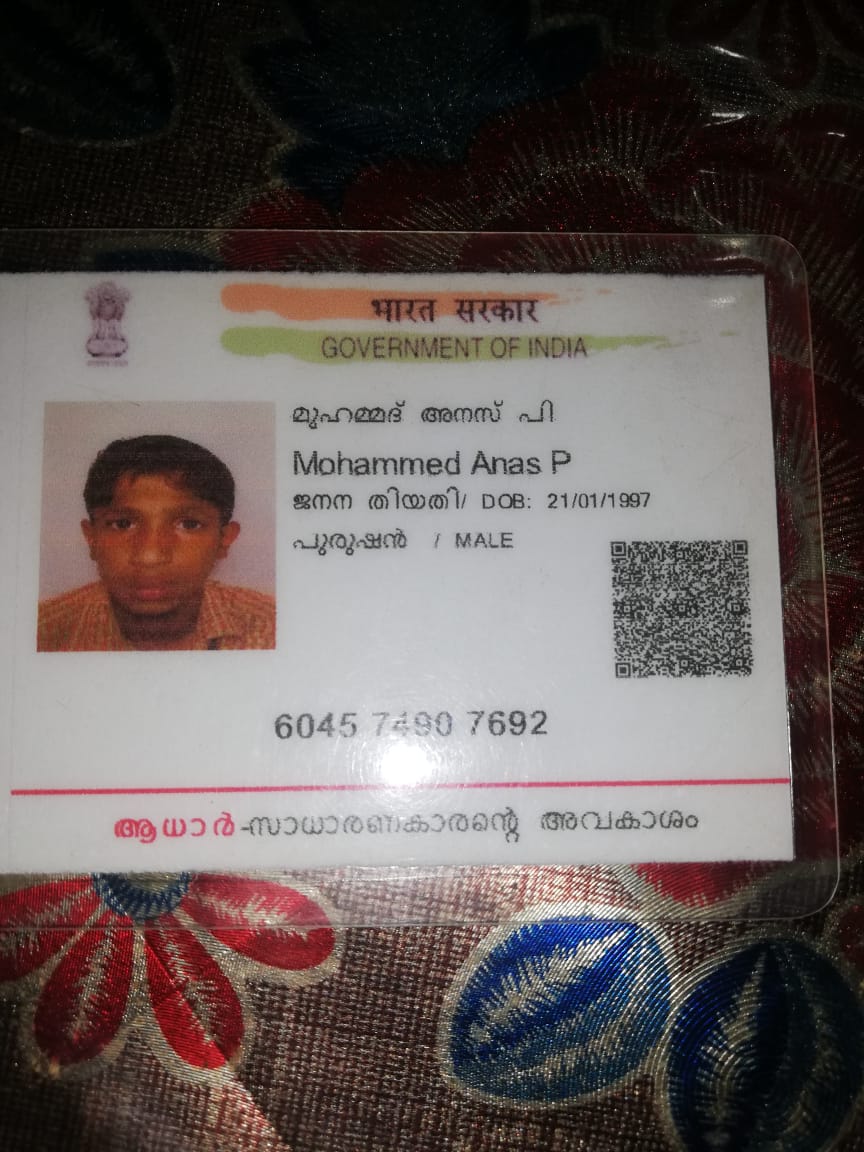 भारत सरकार
GOVERNMENT OF INDIA
മുഹമ്മദ് അനസ് പി
Mohammed Anas P
ജനന തിയതി/ DOB: 21/01/1997
പുരുഷൻ / MALE
6045 7490 7692
ആധാർ-സാധാരണകാരന്റെ അവകാശം